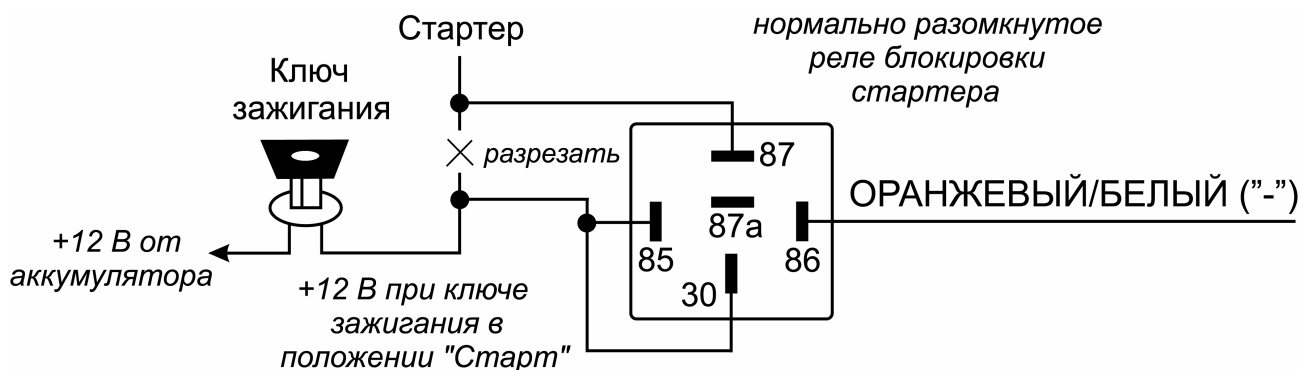 Стартер
нормально разомкнутое
реле блокировки
стартера
Ключ
зажигания
разрезать
87
87а
85
86
30
ОРАНЖЕВЫЙ/БЕЛЫЙ ("-")
+12 В от
аккумулятора
+12 В при ключе
зажигания в
положении "Старт"